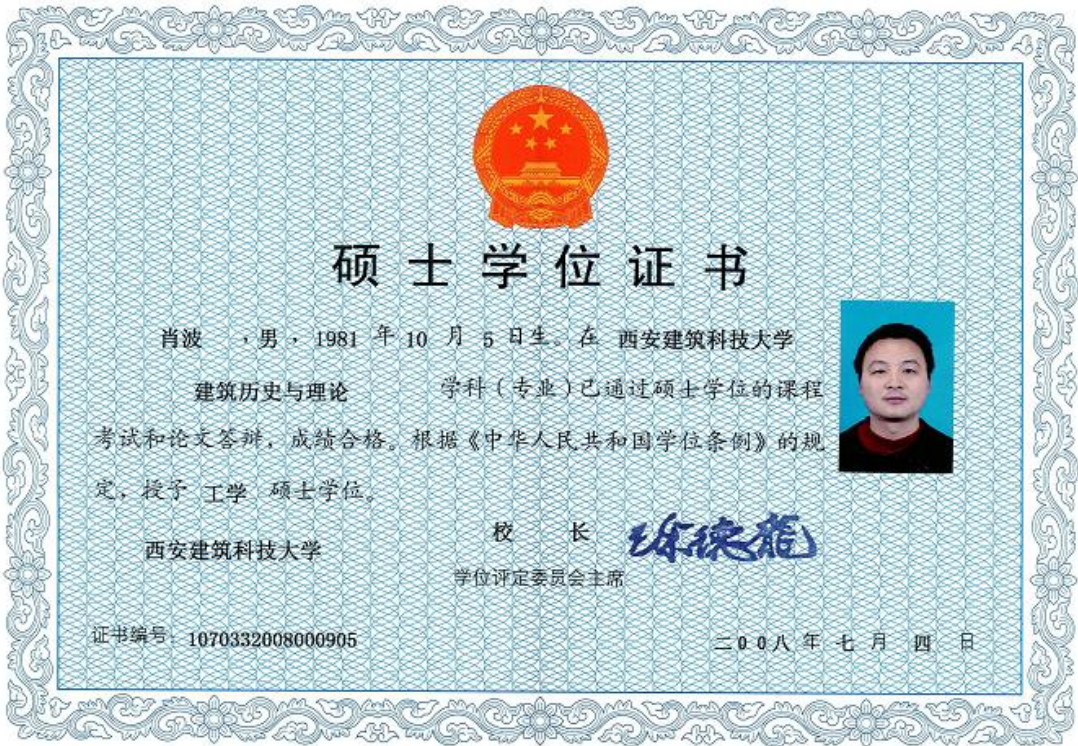 硕士学位证书
肖波 ，男，1981 年 10 月 5 日生。在 西安建筑科技大学
建筑历史与理论 学科（专业）已通过硕士学位的课程
考试和论文答辩，成绩合格。根据《中华人民共和国学位条例》的规
定，授予 工学 硕士学位。
西安建筑科技大学
校 长 徐德龙
学位评定委员会主席
证书编号：1070332008000905
二00八年七月四日